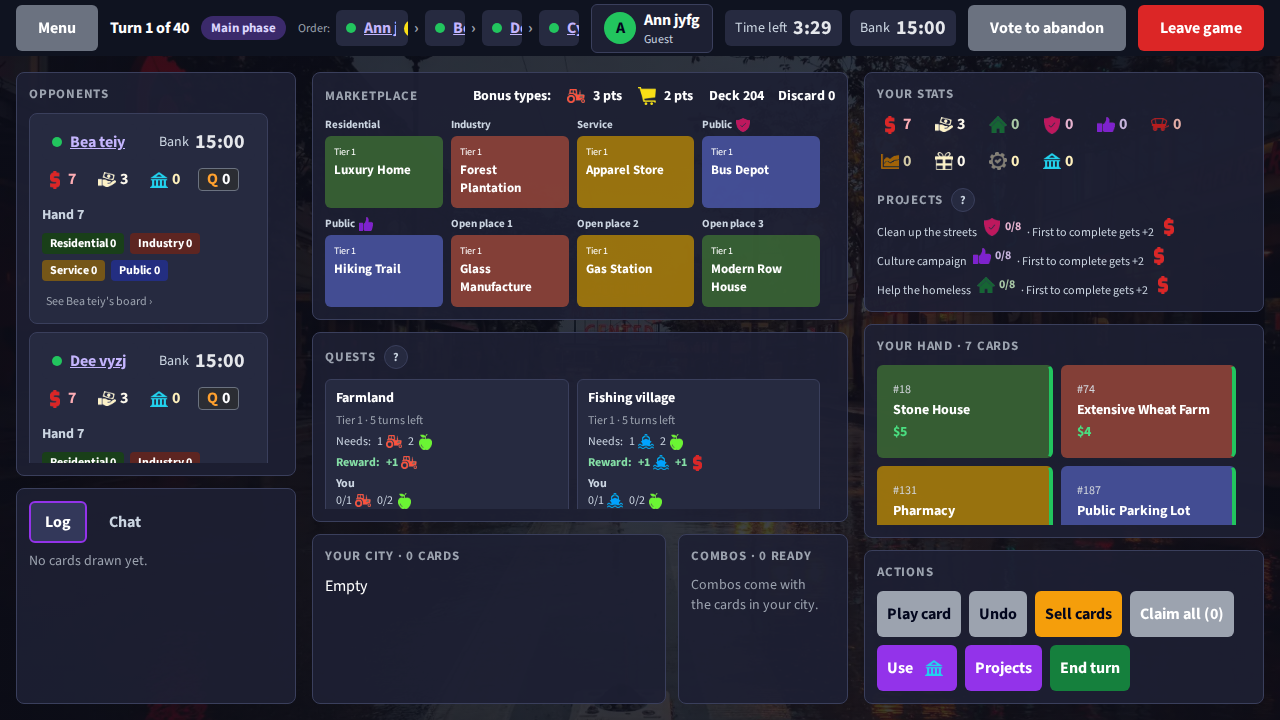 Menu
Turn 1 of 40
Main phase
Order:
Ann j
›
Be
›
D
›
Cy
A
Ann jyfg
Guest
Time left 3:29
Bank 15:00
Vote to abandon
Leave game
OPPONENTS
Bea teiy
Bank 15:00
$ 7 3 0 Q 0
Hand 7
Residential 0 Industry 0
Service 0 Public 0
See Bea teiy's board ›
Dee vyzj
Bank 15:00
$ 7 3 0 Q 0
Hand 7
Residential 0 Industry 0
Log Chat
No cards drawn yet.
MARKETPLACE
Bonus types: 3 pts 2 pts Deck 204 Discard 0
Residential Industry Service Public
Tier 1
Luxury Home
Tier 1
Forest
Plantation
Tier 1
Apparel Store
Tier 1
Bus Depot
Public Open place 1 Open place 2 Open place 3
Tier 1
Hiking Trail
Tier 1
Glass
Manufacture
Tier 1
Gas Station
Tier 1
Modern Row
House
QUESTS ?
Farmland
Tier 1 · 5 turns left
Needs: 1 2
Reward: +1
You
0/1 0/2
Fishing village
Tier 1 · 5 turns left
Needs: 1 2
Reward: +1 +1 $
You
0/1 0/2
YOUR CITY · 0 CARDS
Empty
COMBOS · 0 READY
Combos come with
the cards in your city.
YOUR STATS
$ 7 3 0 0 0 0
0 0 0 0
PROJECTS ?
Clean up the streets 0/8 · First to complete gets +2 $
Culture campaign 0/8 · First to complete gets +2 $
Help the homeless 0/8 · First to complete gets +2 $
YOUR HAND · 7 CARDS
#18
Stone House
$5
#74
Extensive Wheat Farm
$4
#131
Pharmacy
#187
Public Parking Lot
ACTIONS
Play card Undo Sell cards Claim all (0)
Use Projects End turn